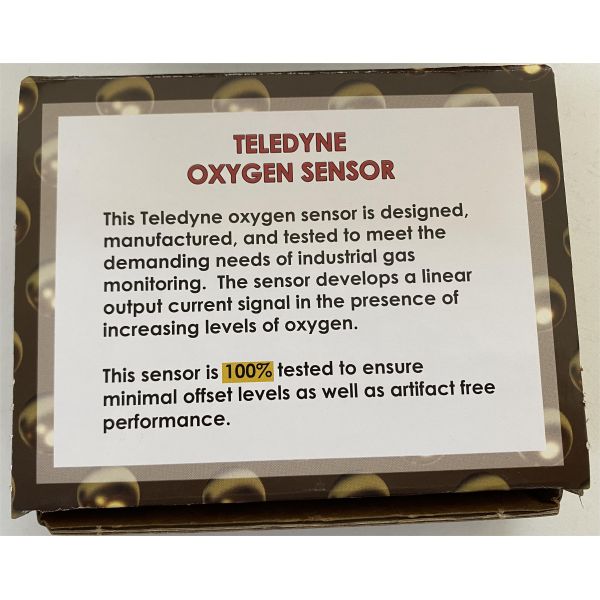 TELEDYNE
OXYGEN SENSOR
This Teledyne oxygen sensor is designed,
manufactured, and tested to meet the
demanding needs of industrial gas
monitoring. The sensor develops a linear
output current signal in the presence of
increasing levels of oxygen.
This sensor is 100% tested to ensure
minimal offset levels as well as artifact free
performance.